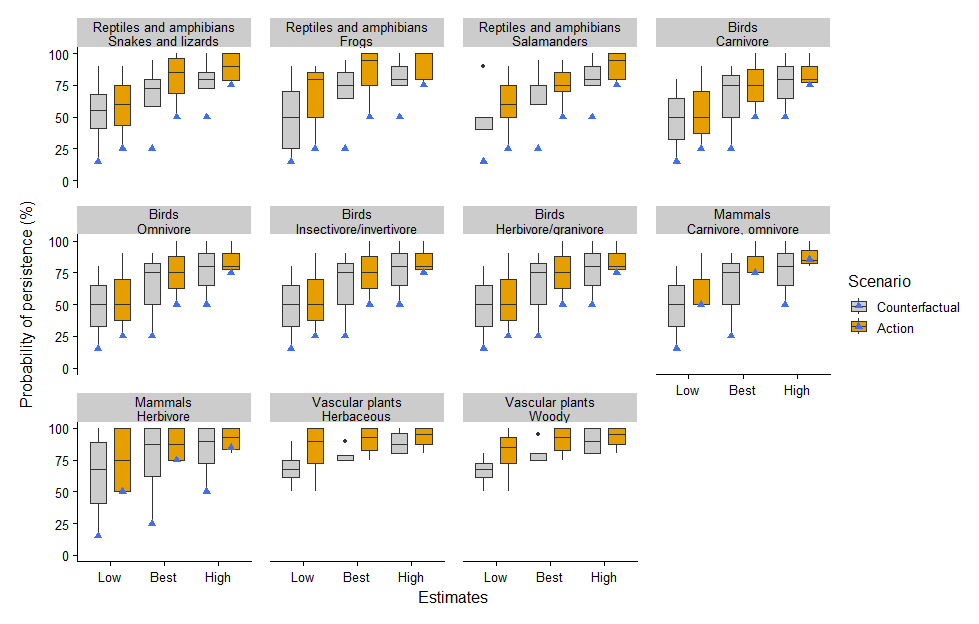 Reptiles and amphibians
Snakes and lizards
Reptiles and amphibians
Frogs
Reptiles and amphibians
Salamanders
Birds
Carnivore
100
75
50
25
0
Birds
Omnivore
Birds
Insectivore/invertivore
Birds
Herbivore/granivore
Mammals
Carnivore, omnivore
100
75
50
25
0
Low
Best
High
Mammals
Herbivore
Vascular plants
Herbaceous
Vascular plants
Woody
100
75
50
25
0
Low
Best
High
Low
Best
High
Low
Best
High
Estimates
Probability of persistence (%)
Scenario
Counterfactual
Action